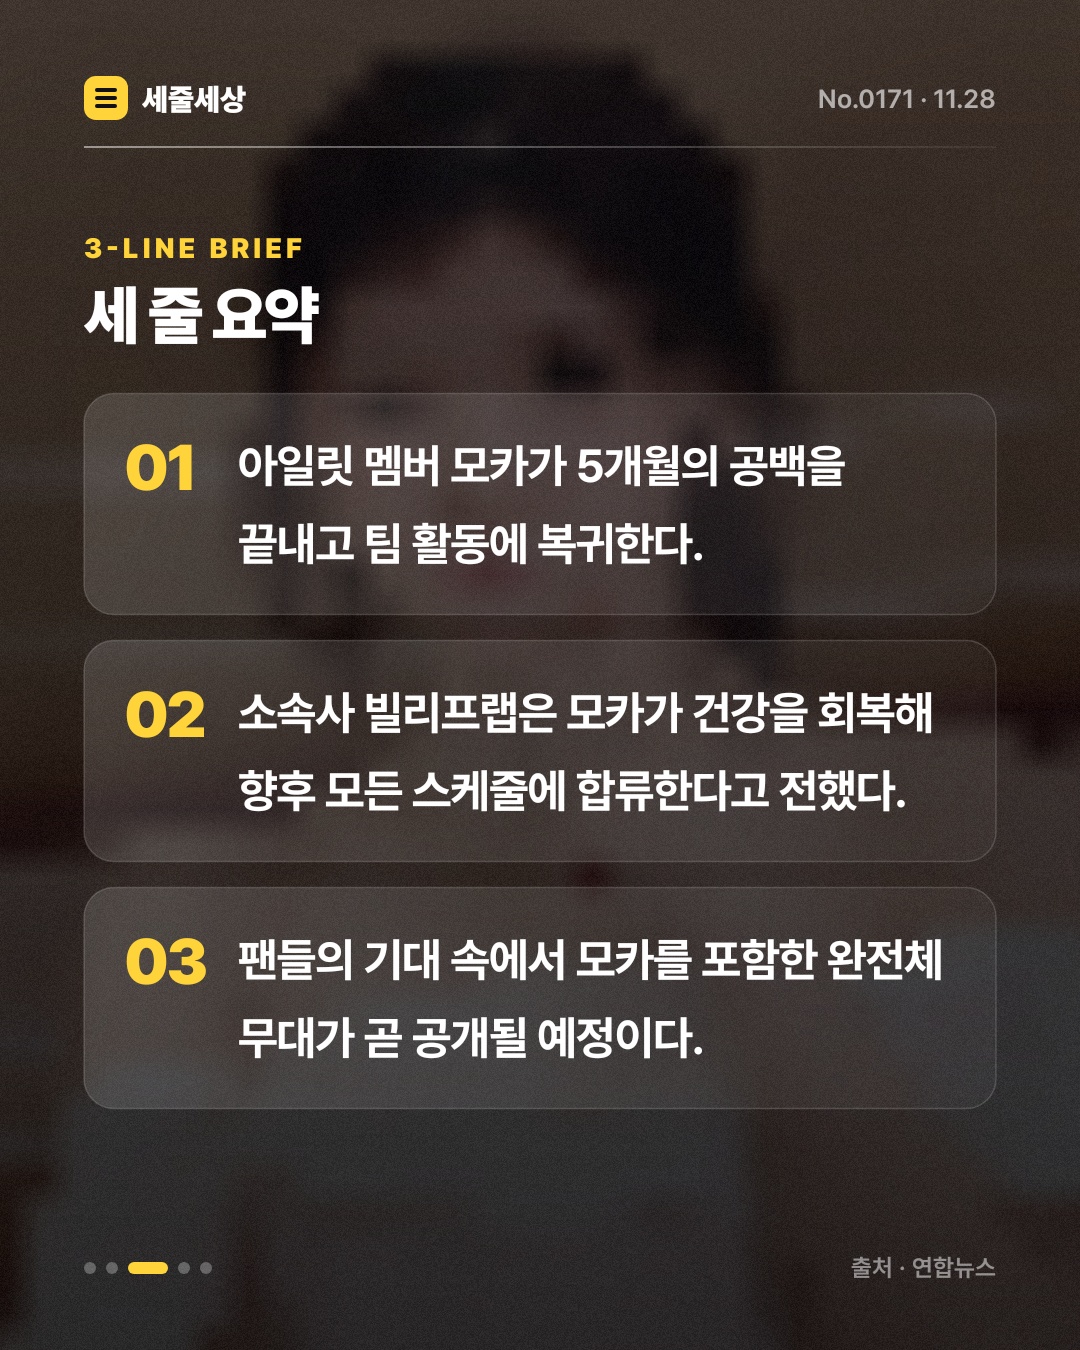 세줄세상
No.0171 · 11.28
3-LINE BRIEF
세 줄 요약
01 아일릿 멤버 모카가 5개월의 공백을
끝내고 팀 활동에 복귀한다.
02 소속사 빌리프랩은 모카가 건강을 회복해
향후 모든 스케줄에 합류한다고 전했다.
03 팬들의 기대 속에서 모카를 포함한 완전체
무대가 곧 공개될 예정이다.
출처 · 연합뉴스